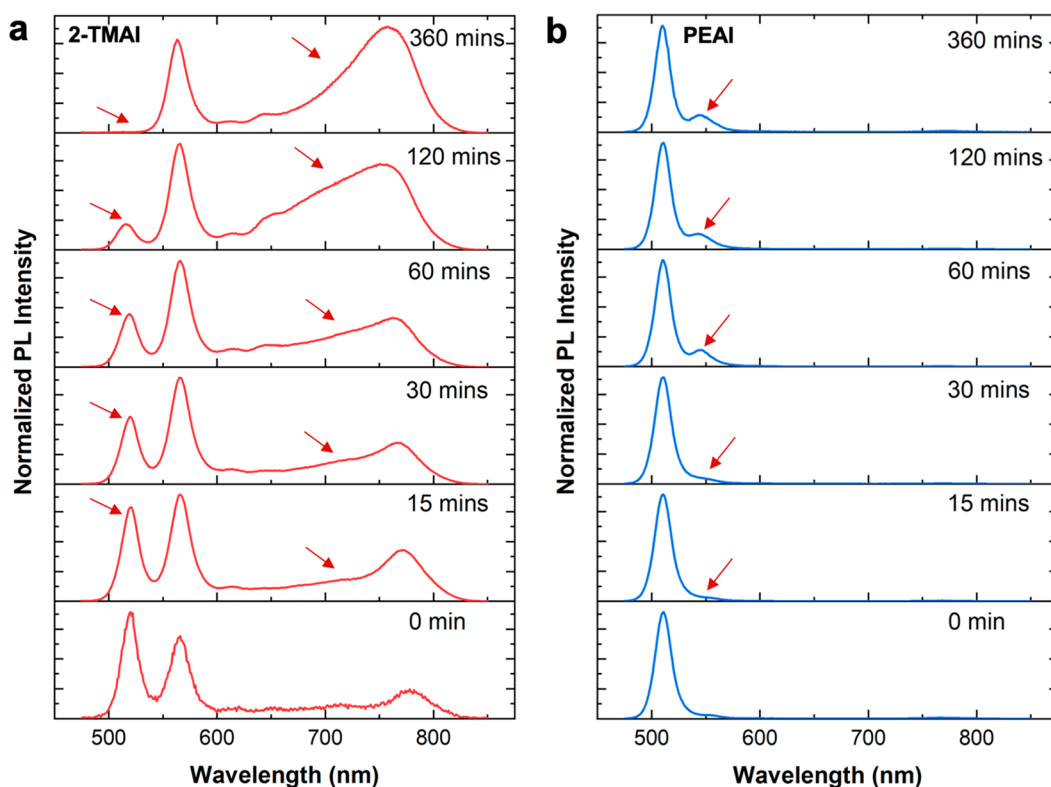 a
2-TMAI
360 mins
120 mins
60 mins
30 mins
15 mins
0 min
Normalized PL Intensity
500 600 700 800
Wavelength (nm)
b
PEAI
360 mins
120 mins
60 mins
30 mins
15 mins
0 min
Normalized PL Intensity
500 600 700 800
Wavelength (nm)